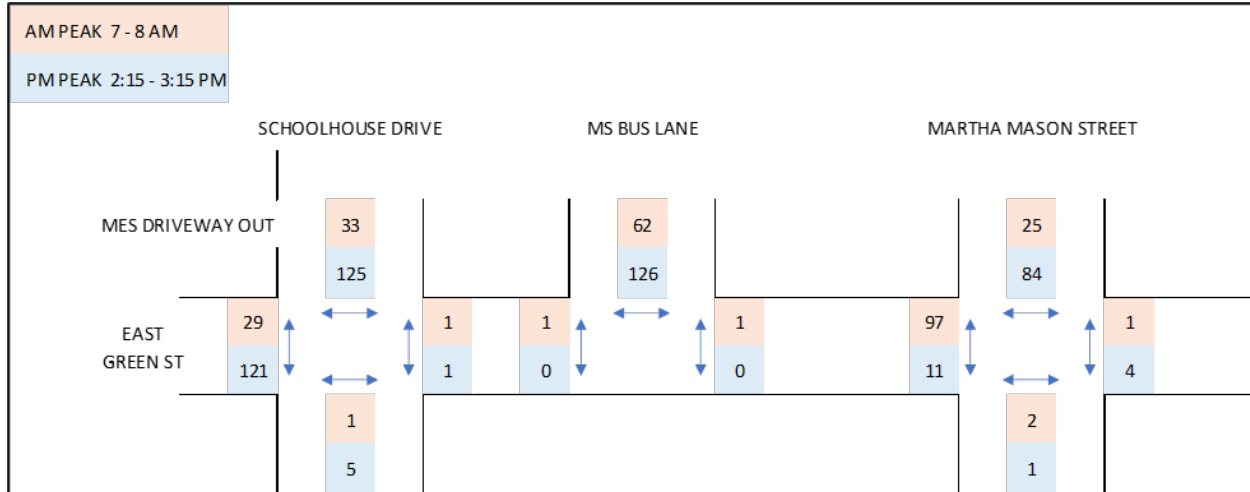 AM PEAK 7 - 8 AM
PM PEAK 2:15 - 3:15 PM
SCHOOLHOUSE DRIVE MS BUS LANE MARTHA MASON STREET
MES DRIVEWAY OUT 33 62 25
125 126 84
29 1 1 1 97 1
EAST
GREEN ST
121 1 0 0 11 4
1 2
5 1